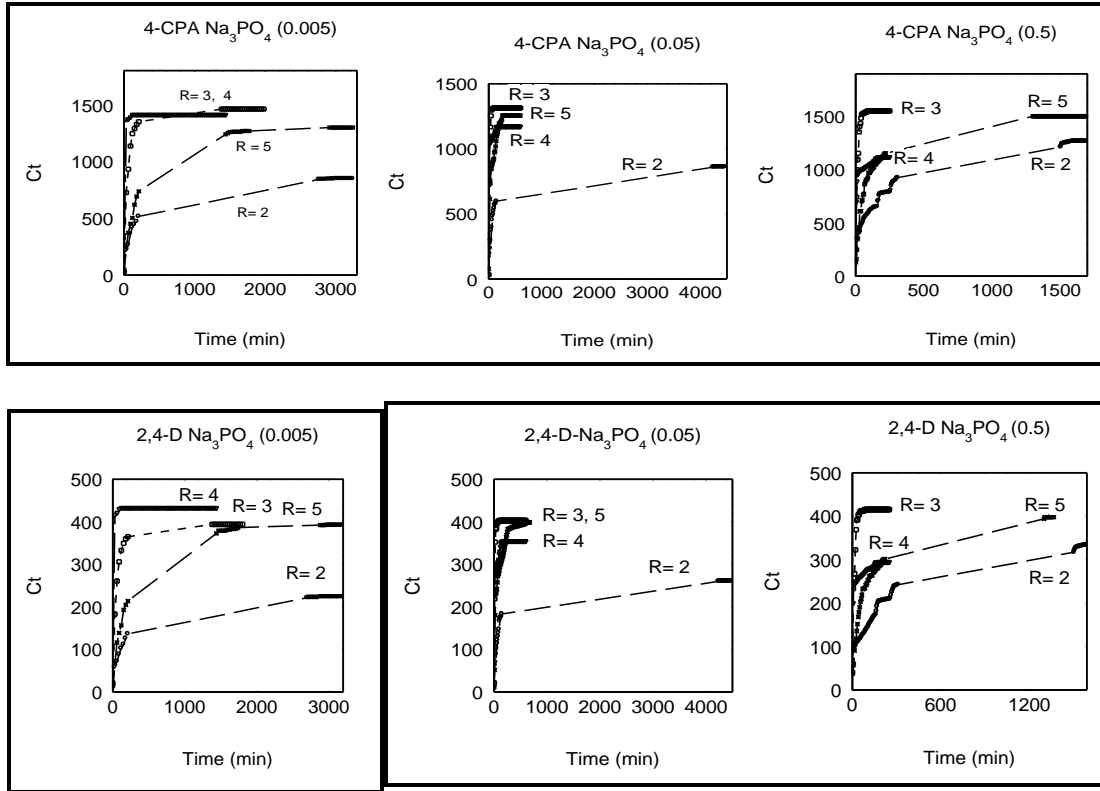 4-CPA Na3PO4 (0.005)
Ct
1500
1000
500
0
R= 3, 4
R= 5
R= 2
0 1000 2000 3000
Time (min)
4-CPA Na3PO4 (0.05)
Ct
1500
1000
500
0
R= 3
R= 5
R= 4
R= 2
0 1000 2000 3000 4000
Time (min)
4-CPA Na3PO4 (0.5)
Ct
1500
1000
500
0
R= 3
R= 5
R= 4
R= 2
0 500 1000 1500
Time (min)
2,4-D Na3PO4 (0.005)
Ct
500
400
300
200
100
0
R= 4
R= 3
R= 5
R= 2
0 1000 2000 3000
Time (min)
2,4-D-Na3PO4 (0.05)
Ct
500
400
300
200
100
0
R= 3, 5
R= 4
R= 2
0 1000 2000 3000 4000
Time (min)
2,4-D Na3PO4 (0.5)
Ct
500
400
300
200
100
0
R= 3
R= 5
R= 4
R= 2
0 600 1200
Time (min)